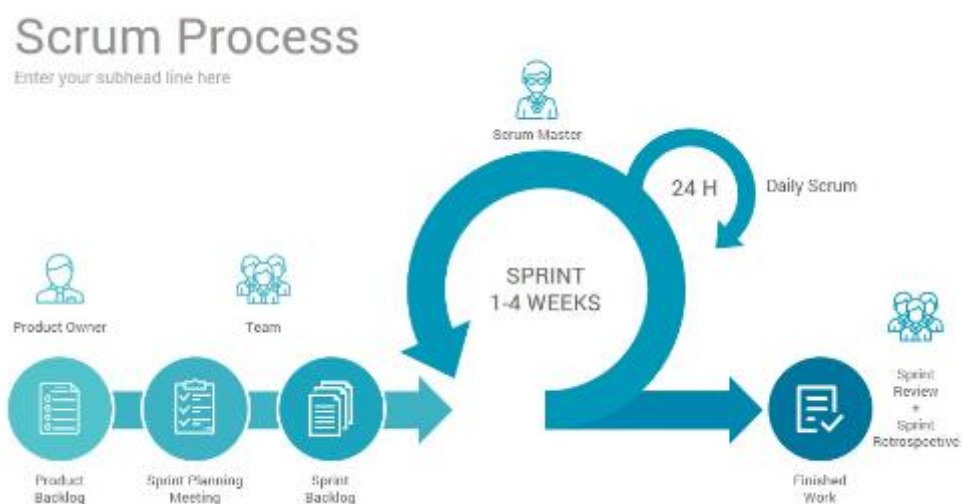 Scrum Process
Enter your subhead line here
Scrum Master
24 H
Daily Scrum
SPRINT
1-4 WEEKS
Product Owner
Team
Product
Backlog
Sprint Planning
Meeting
Sprint
Backlog
Finished
Work
Sprint
Review
+
Sprint
Retrospective